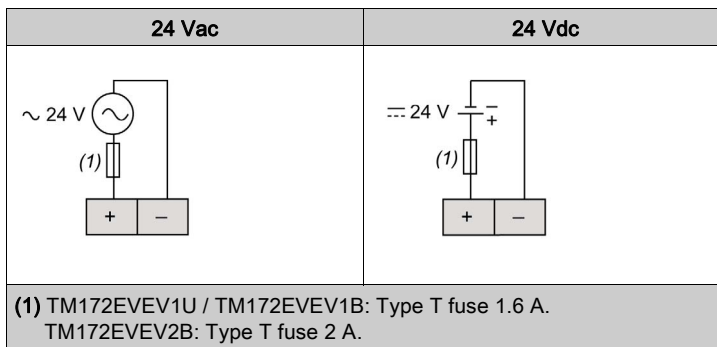 24 Vac
24 Vdc
~ 24 V
(1)
+ –
⎓ 24 V
–
+
(1)
+ –
(1) TM172EVEV1U / TM172EVEV1B: Type T fuse 1.6 A.
TM172EVEV2B: Type T fuse 2 A.